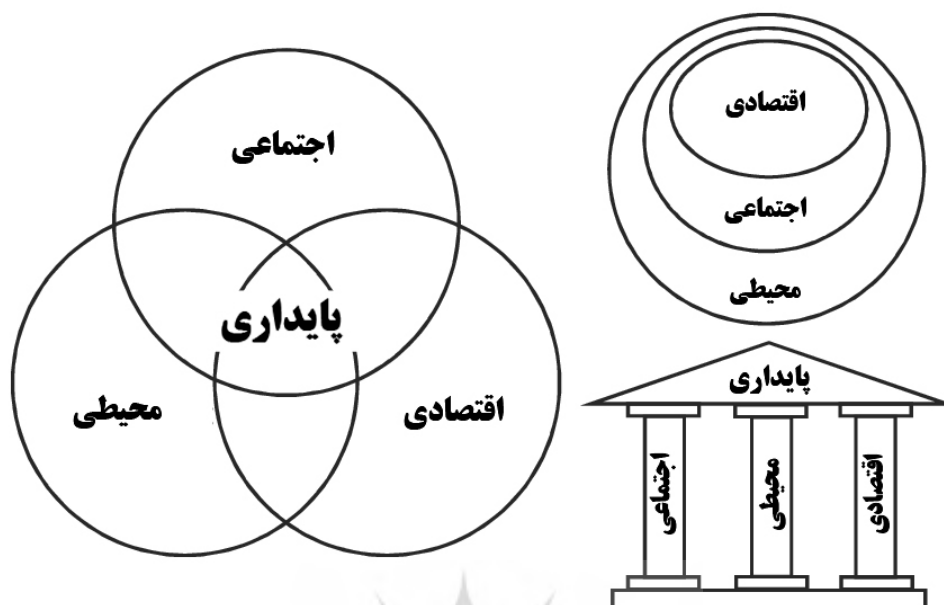 اجتماعی
پایداری
محیطی
اقتصادی
اقتصادی
اجتماعی
محیطی
پایداری
اجتماعی
محیطی
اقتصادی